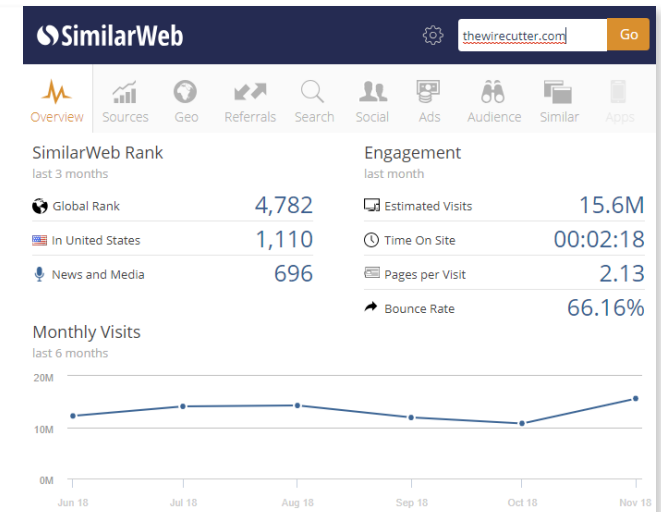 SimilarWeb
thewirecutter.com
Go
Overview
Sources
Geo
Referrals
Search
Social
Ads
Audience
Similar
Apps
SimilarWeb Rank
last 3 months
Global Rank 4,782
In United States 1,110
News and Media 696
Engagement
last month
Estimated Visits 15.6M
Time On Site 00:02:18
Pages per Visit 2.13
Bounce Rate 66.16%
Monthly Visits
last 6 months
20M
10M
0M
Jun 18
Jul 18
Aug 18
Sep 18
Oct 18
Nov 18